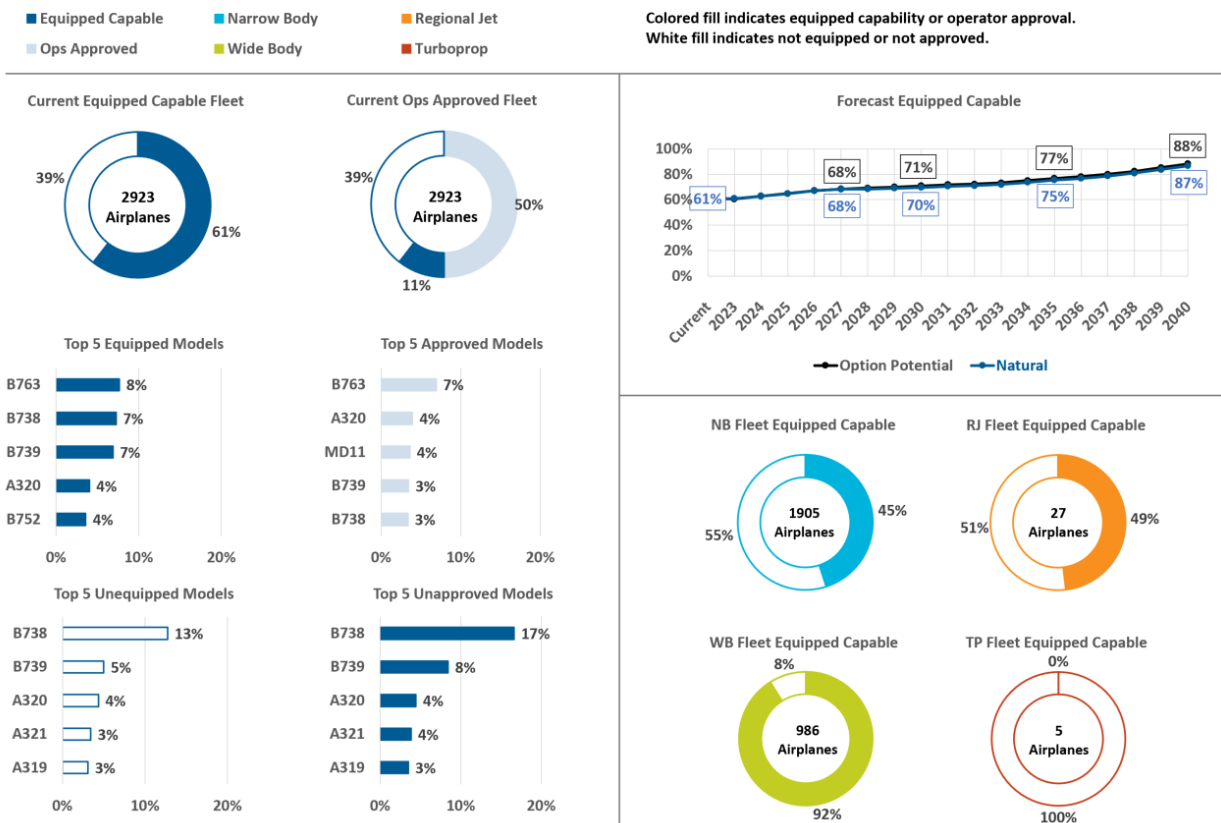 Equipped Capable
Narrow Body
Regional Jet
Ops Approved
Wide Body
Turboprop
Colored fill indicates equipped capability or operator approval.
White fill indicates not equipped or not approved.
Current Equipped Capable Fleet
39%
2923
Airplanes
61%
Current Ops Approved Fleet
39%
2923
Airplanes
50%
11%
Forecast Equipped Capable
100%
80%
60%
40%
20%
0%
61%
68%
71%
77%
88%
68%
70%
75%
87%
Current
2023
2024
2025
2026
2027
2028
2029
2030
2031
2032
2033
2034
2035
2036
2037
2038
2039
2040
Option Potential
Natural
Top 5 Equipped Models
B763
8%
B738
7%
B739
7%
A320
4%
B752
4%
0%
10%
20%
Top 5 Approved Models
B763
7%
A320
4%
MD11
4%
B739
3%
B738
3%
0%
10%
20%
Top 5 Unequipped Models
B738
13%
B739
5%
A320
4%
A321
3%
A319
3%
0%
10%
20%
Top 5 Unapproved Models
B738
17%
B739
8%
A320
4%
A321
4%
A319
3%
0%
10%
20%
NB Fleet Equipped Capable
1905
Airplanes
45%
55%
RJ Fleet Equipped Capable
27
Airplanes
51%
49%
WB Fleet Equipped Capable
8%
986
Airplanes
92%
TP Fleet Equipped Capable
0%
5
Airplanes
100%